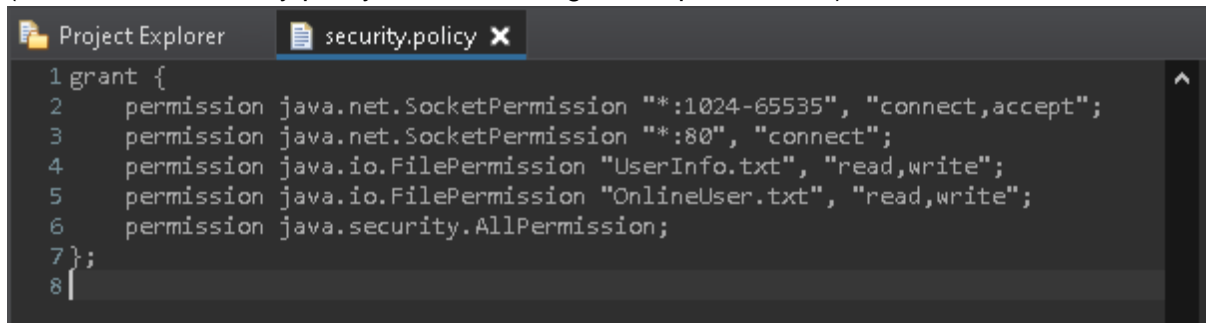 Project Explorer security.policy
1 grant {
2 permission java.net.SocketPermission "*:1024-65535", "connect,accept";
3 permission java.net.SocketPermission "*:80", "connect";
4 permission java.io.FilePermission "UserInfo.txt", "read,write";
5 permission java.io.FilePermission "OnlineUser.txt", "read,write";
6 permission java.security.AllPermission;
7 };
8